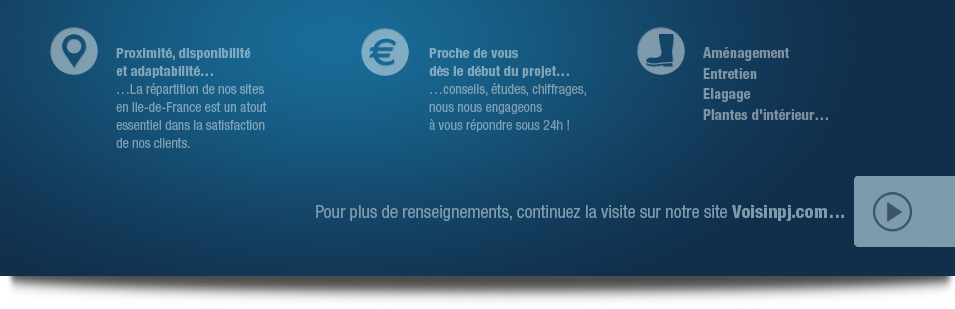 Proximité, disponibilité
et adaptabilité...
...La répartition de nos sites
en Ile-de-France est un atout
essentiel dans la satisfaction
de nos clients.
Proche de vous
dès le début du projet...
...conseils, études, chiffrages,
nous nous engageons
à vous répondre sous 24h !
Aménagement
Entretien
Elagage
Plantes d'intérieur...
Pour plus de renseignements, continuez la visite sur notre site Voisinpj.com...